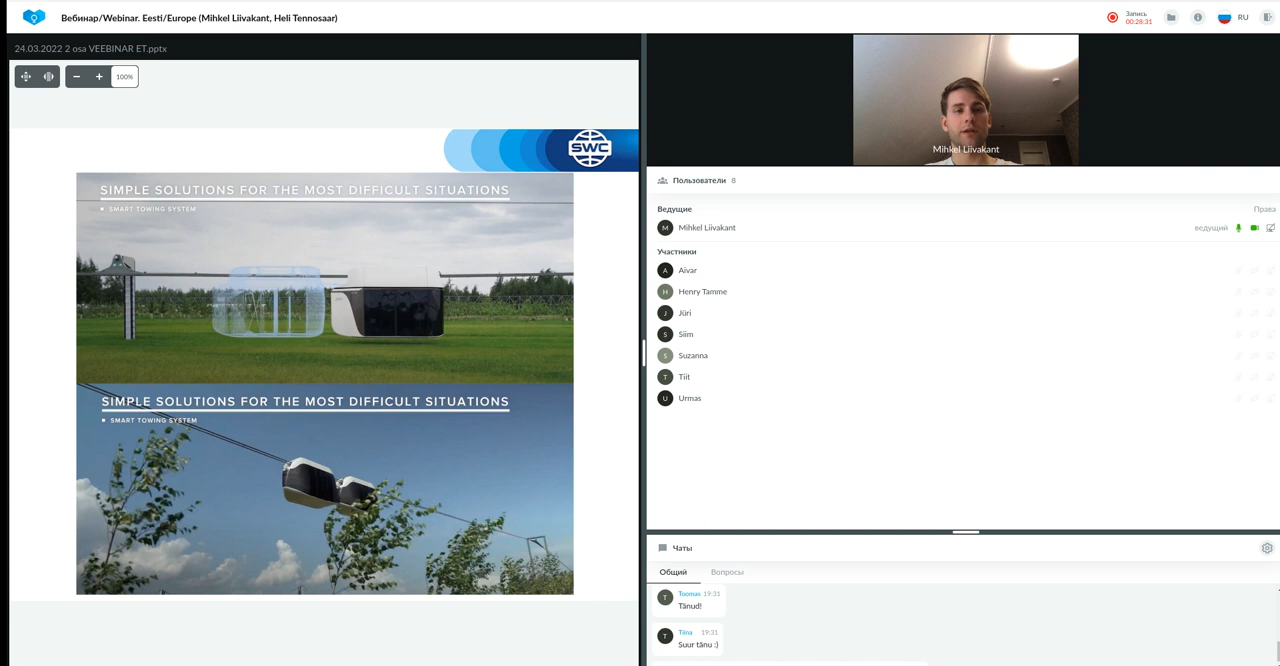 Вебинар/Webinar. Eesti/Europe (Mihkel Liivakant, Heli Tennosaar)
Запись
00:28:31
RU
24.03.2022 2 osa VEEBINAR ET.pptx
100%
SWC
SIMPLE SOLUTIONS FOR THE MOST DIFFICULT SITUATIONS
SMART TOWING SYSTEM
SIMPLE SOLUTIONS FOR THE MOST DIFFICULT SITUATIONS
SMART TOWING SYSTEM
Mihkel Liivakant
Пользователи 8
Ведущие Права
M Mihkel Liivakant ведущий
Участники
A Aivar
H Henry Tamme
J Jüri
S Siim
S Suzanna
T Tiit
U Urmas
Чаты
Общий Вопросы
T Toomas 19:31
Tänud!
T Tiina 19:31
Suur tänu :)